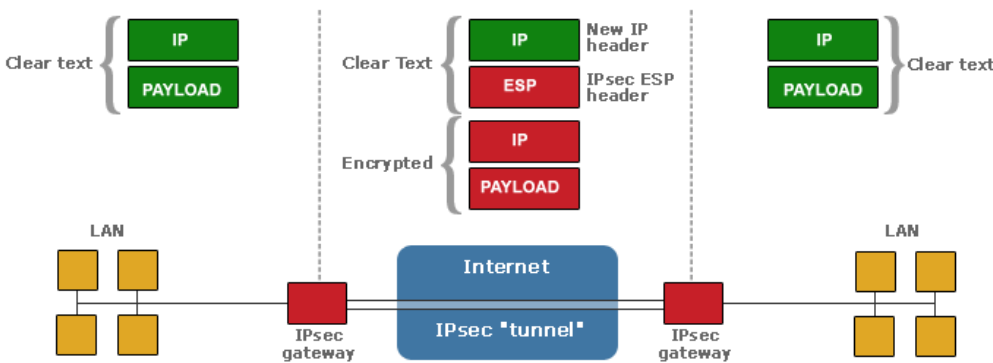 Clear text
IP
PAYLOAD
Clear Text
IP
New IP
header
ESP
IPsec ESP
header
Encrypted
IP
PAYLOAD
IP
PAYLOAD
Clear text
LAN
IPsec
gateway
Internet
IPsec "tunnel"
IPsec
gateway
LAN